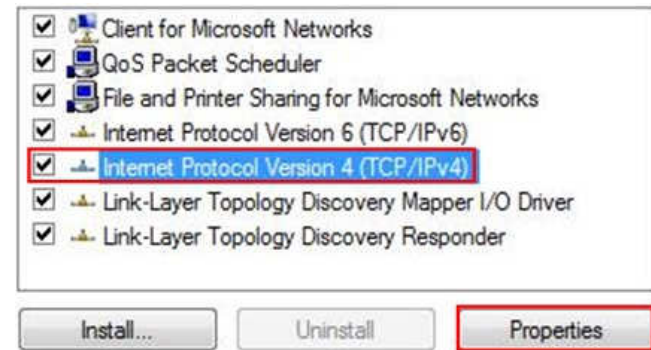 Client for Microsoft Networks
QoS Packet Scheduler
File and Printer Sharing for Microsoft Networks
Internet Protocol Version 6 (TCP/IPv6)
Internet Protocol Version 4 (TCP/IPv4)
Link-Layer Topology Discovery Mapper I/O Driver
Link-Layer Topology Discovery Responder
Install... Uninstall Properties